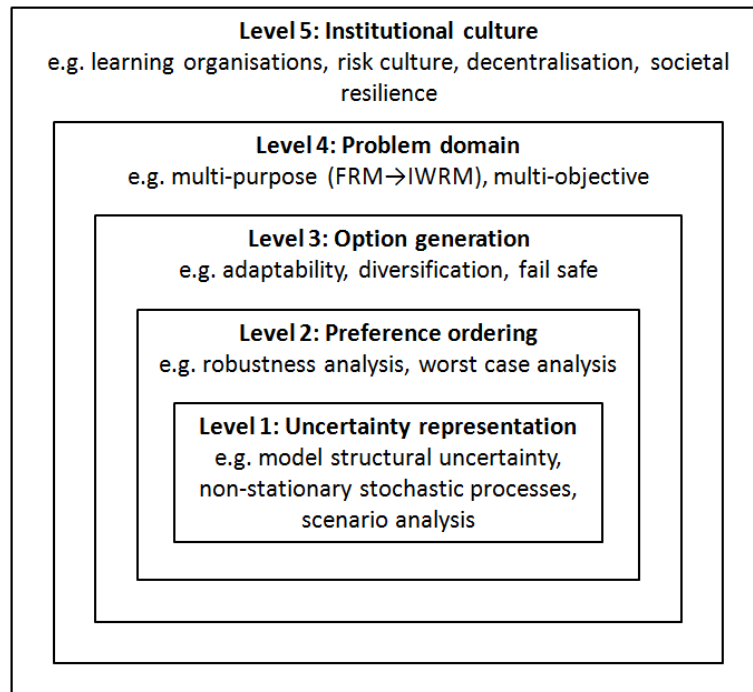 Level 5: Institutional culture
e.g. learning organisations, risk culture, decentralisation, societal
resilience
Level 4: Problem domain
e.g. multi-purpose (FRM→IWRM), multi-objective
Level 3: Option generation
e.g. adaptability, diversification, fail safe
Level 2: Preference ordering
e.g. robustness analysis, worst case analysis
Level 1: Uncertainty representation
e.g. model structural uncertainty,
non-stationary stochastic processes,
scenario analysis